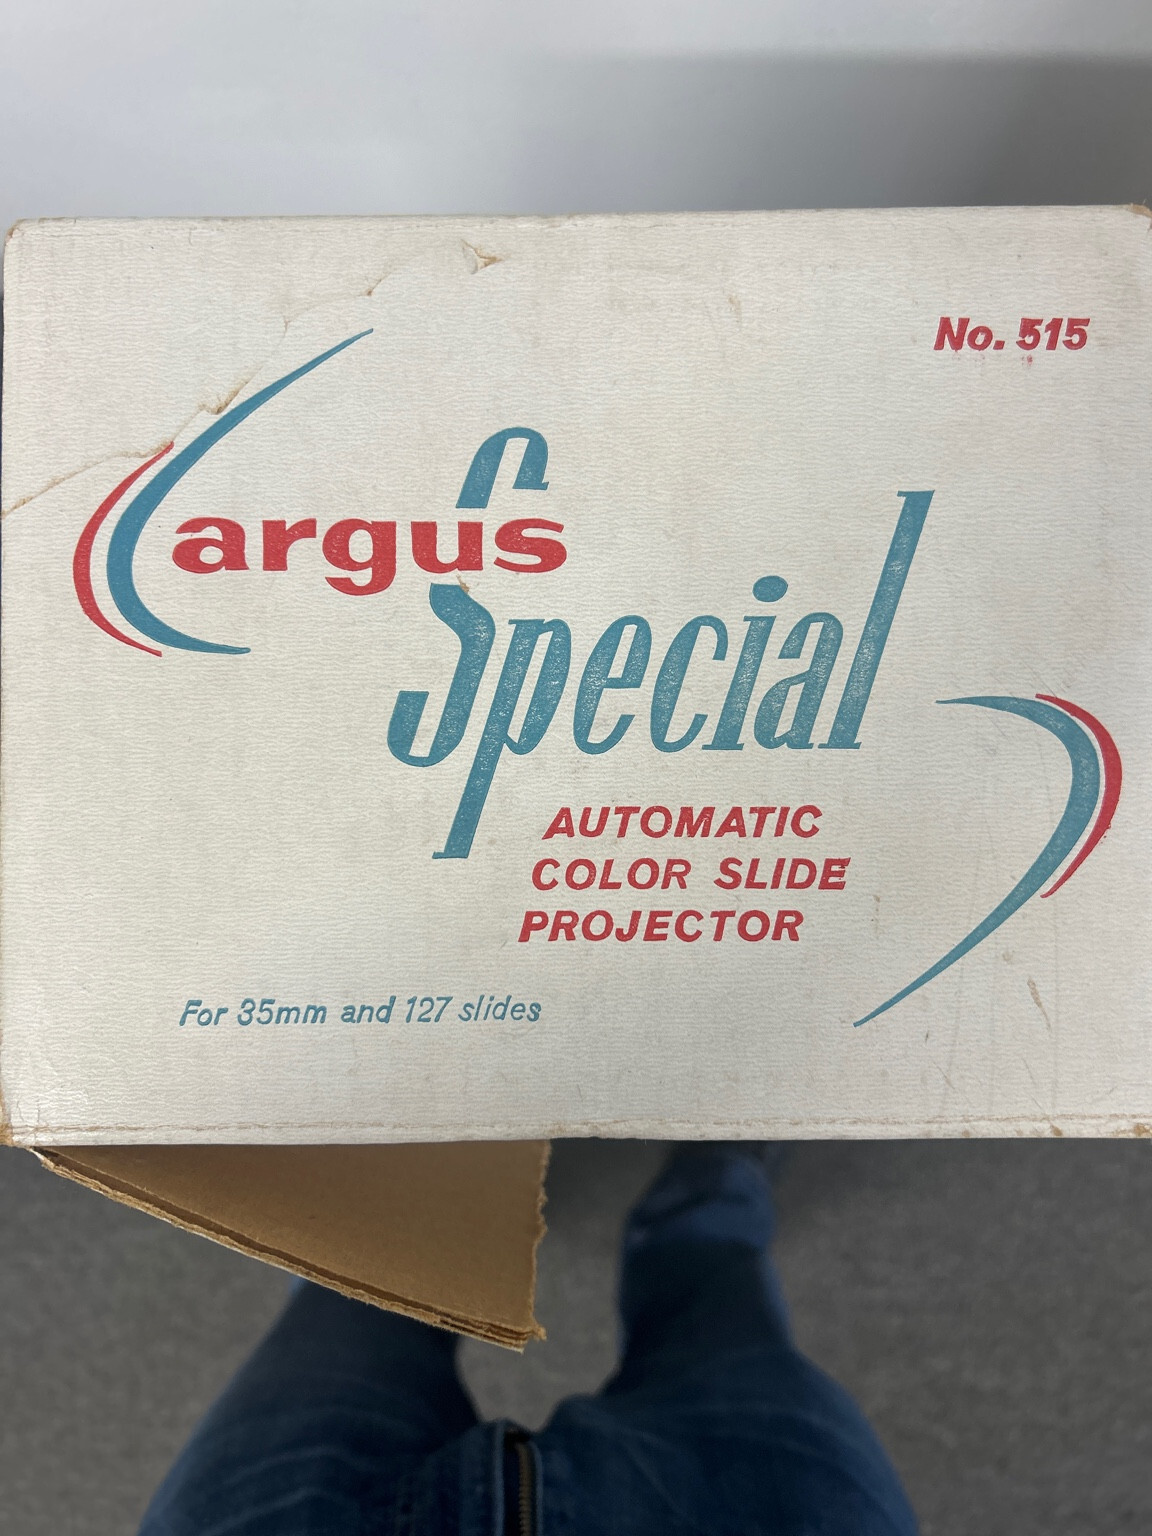 No. 515
argus
Special
AUTOMATIC
COLOR SLIDE
PROJECTOR
For 35mm and 127 slides